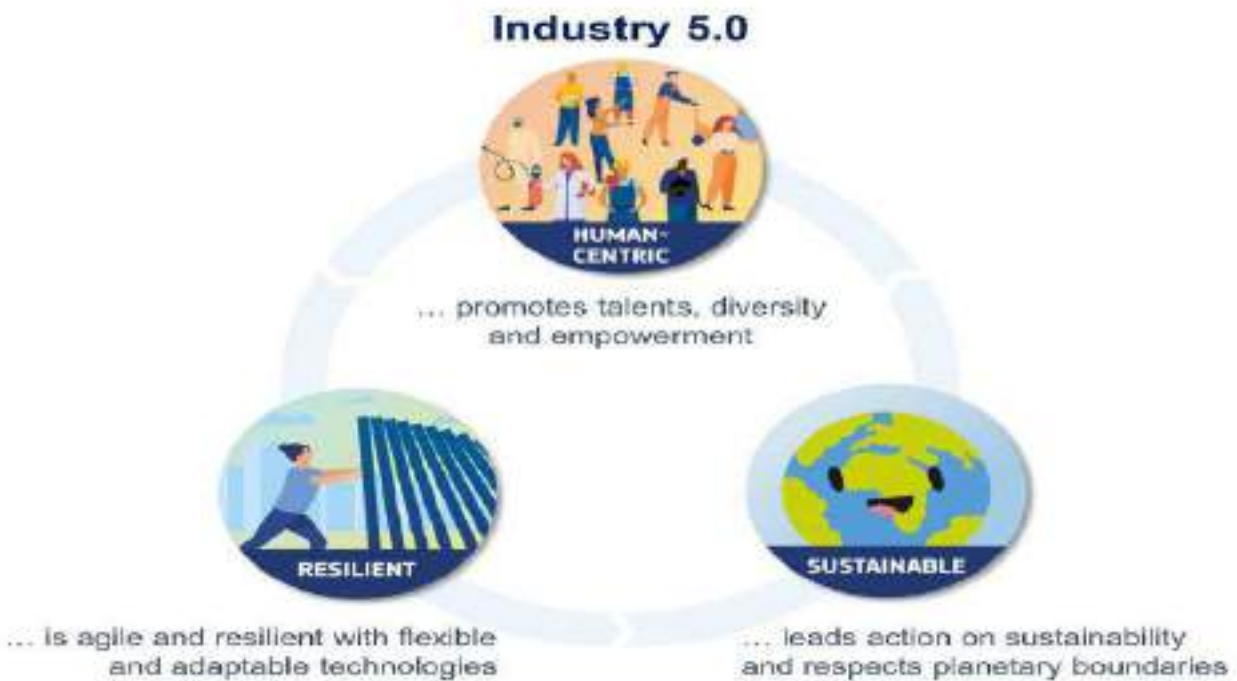 Industry 5.0
HUMAN-
CENTRIC
... promotes talents, diversity
and empowerment
RESILIENT
... is agile and resilient with flexible
and adaptable technologies
SUSTAINABLE
... leads action on sustainability
and respects planetary boundaries